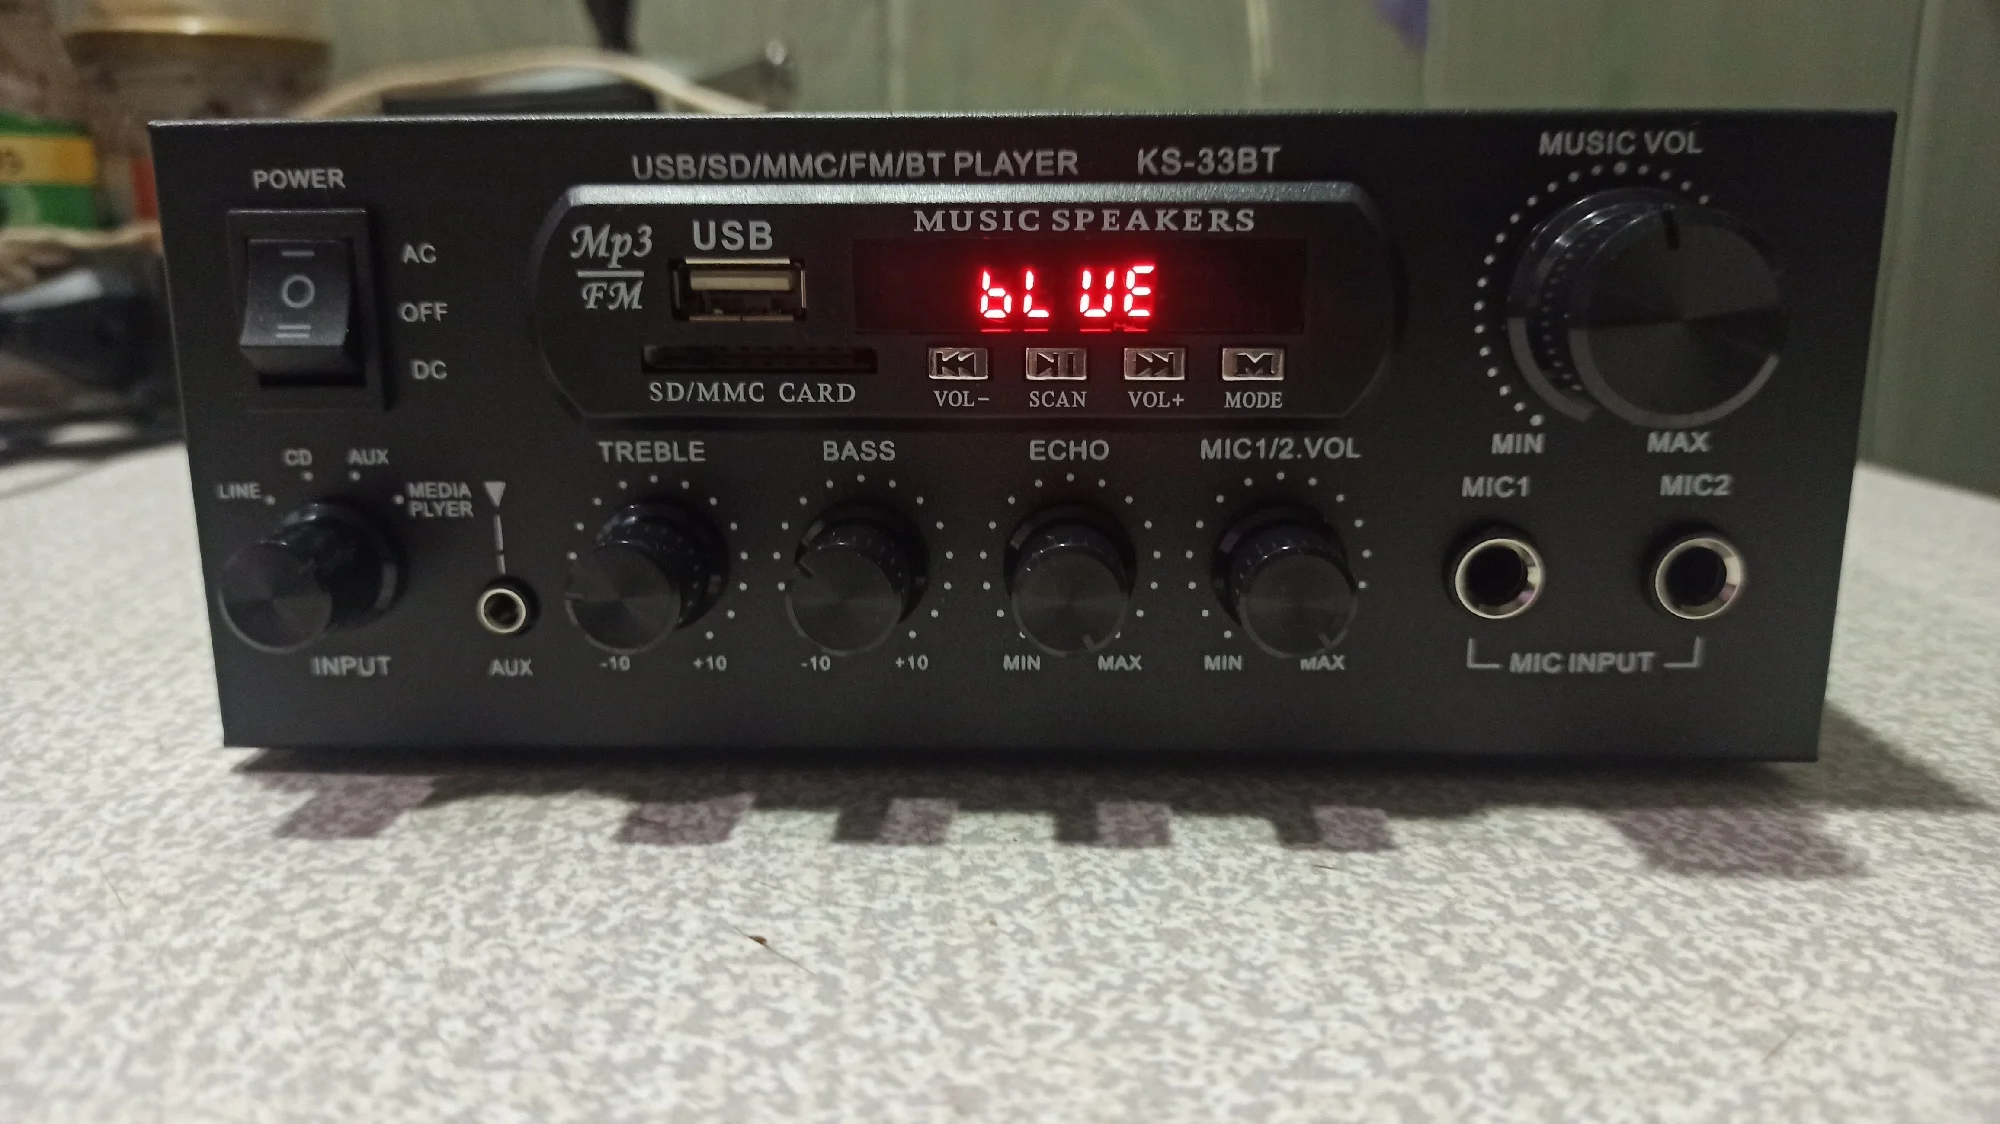 POWER
AC
OFF
DC
USB/SD/MMC/FM/BT PLAYER KS-33BT
Mp3
FM
USB
MUSIC SPEAKERS
bLUE
SD/MMC CARD
VOL- SCAN VOL+ MODE
M
MUSIC VOL
MIN MAX
LINE CD AUX MEDIA
PLYER
INPUT
AUX
TREBLE
-10 +10
BASS
-10 +10
ECHO
MIN MAX
MIC1/2.VOL
MIN MAX
MIC1 MIC2
MIC INPUT